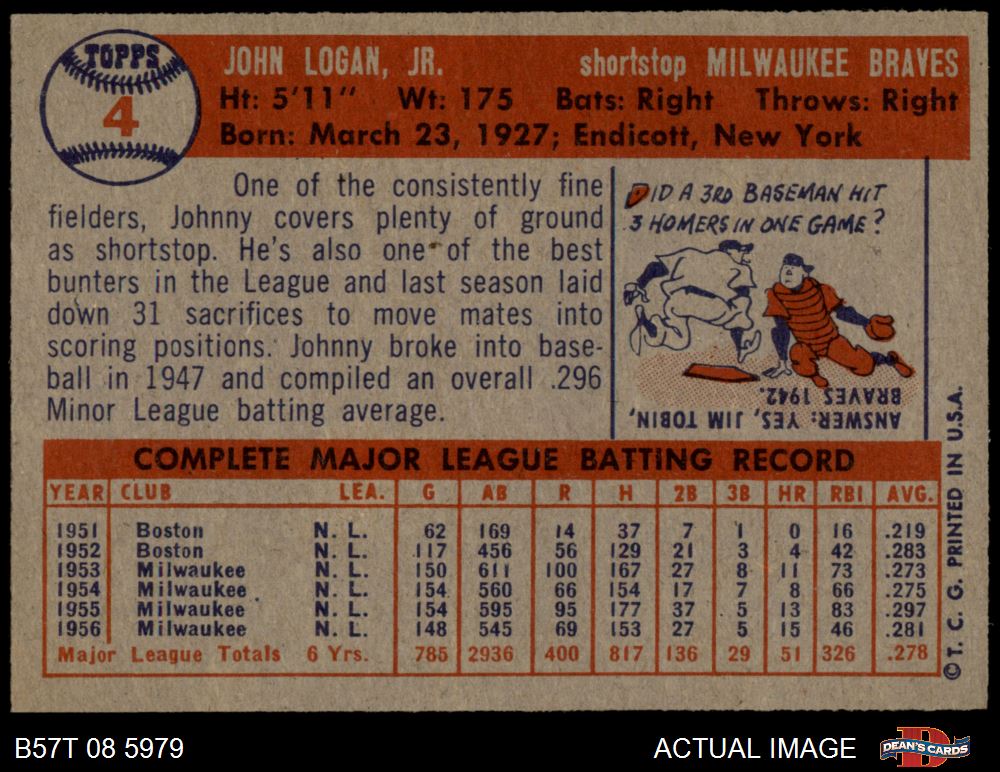 TOPPS
4
JOHN LOGAN, JR. shortstop MILWAUKEE BRAVES
Ht: 5'11" Wt: 175 Bats: Right Throws: Right
Born: March 23, 1927; Endicott, New York
One of the consistently fine
fielders, Johnny covers plenty of ground
as shortstop. He's also one of the best
bunters in the League and last season laid
down 31 sacrifices to move mates into
scoring positions. Johnny broke into base-
ball in 1947 and compiled an overall .296
Minor League batting average.
DID A 3RD BASEMAN HIT
3 HOMERS IN ONE GAME?
ANSWER: YES, JIM TOBIN,
BRAVES 1942.
COMPLETE MAJOR LEAGUE BATTING RECORD
YEAR CLUB LEA. G AB R H 2B 3B HR RBI AVG.
1951 Boston N. L. 62 169 14 37 7 1 0 16 .219
1952 Boston N. L. 117 456 56 129 21 3 4 42 .283
1953 Milwaukee N. L. 150 611 100 167 27 8 11 73 .273
1954 Milwaukee N. L. 154 560 66 154 17 7 8 66 .275
1955 Milwaukee N. L. 154 595 95 177 37 5 13 83 .297
1956 Milwaukee N. L. 148 545 69 153 27 5 15 46 .281
Major League Totals 6 Yrs. 785 2936 400 817 136 29 51 326 .278
© T. C. G. PRINTED IN U.S.A.
B57T 08 5979 ACTUAL IMAGE DEAN'S CARDS